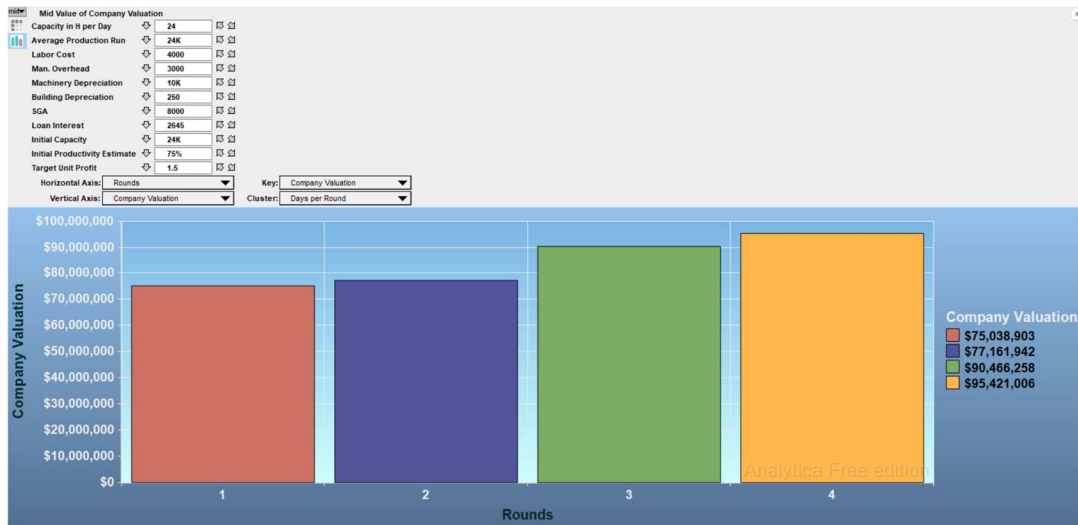 mid
Mid Value of Company Valuation
Capacity in H per Day 24
Average Production Run 24K
Labor Cost 4000
Man. Overhead 3000
Machinery Depreciation 10K
Building Depreciation 250
SGA 8000
Loan Interest 2645
Initial Capacity 24K
Initial Productivity Estimate 75%
Target Unit Profit 1.5
Horizontal Axis: Rounds Key: Company Valuation
Vertical Axis: Company Valuation Cluster: Days per Round
$100,000,000
$90,000,000
$80,000,000
$70,000,000
$60,000,000
$50,000,000
$40,000,000
$30,000,000
$20,000,000
$10,000,000
$0
Company Valuation
1 2 3 4
Rounds
Company Valuation
$75,038,903
$77,161,942
$90,466,258
$95,421,006
Analytica Free edition